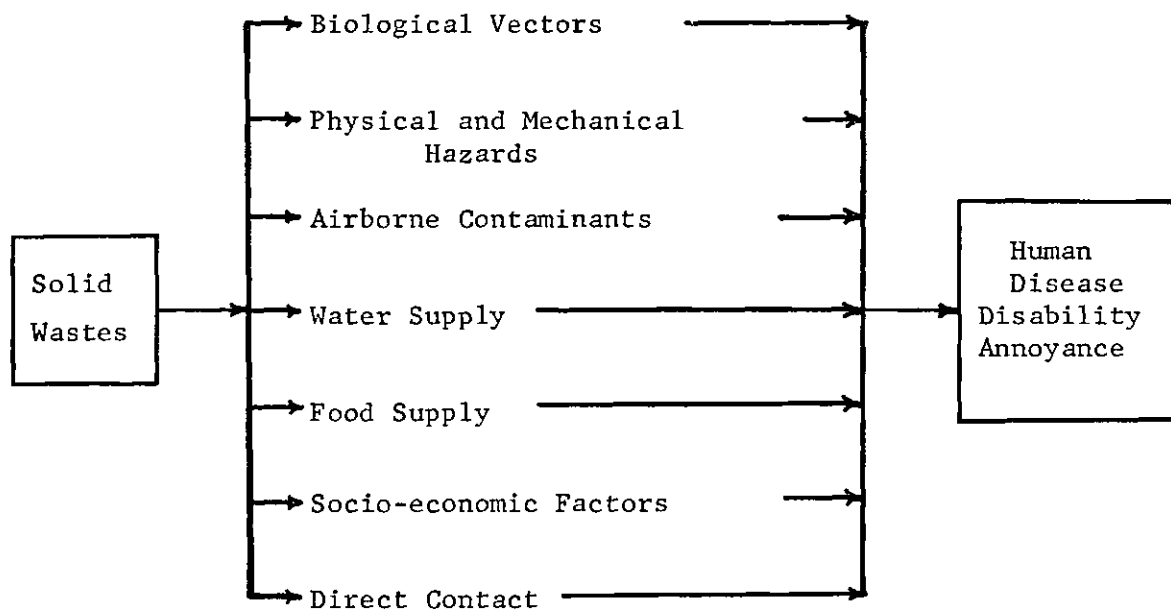 Solid
Wastes
Biological Vectors
Physical and Mechanical
Hazards
Airborne Contaminants
Water Supply
Food Supply
Socio-economic Factors
Direct Contact
Human
Disease
Disability
Annoyance